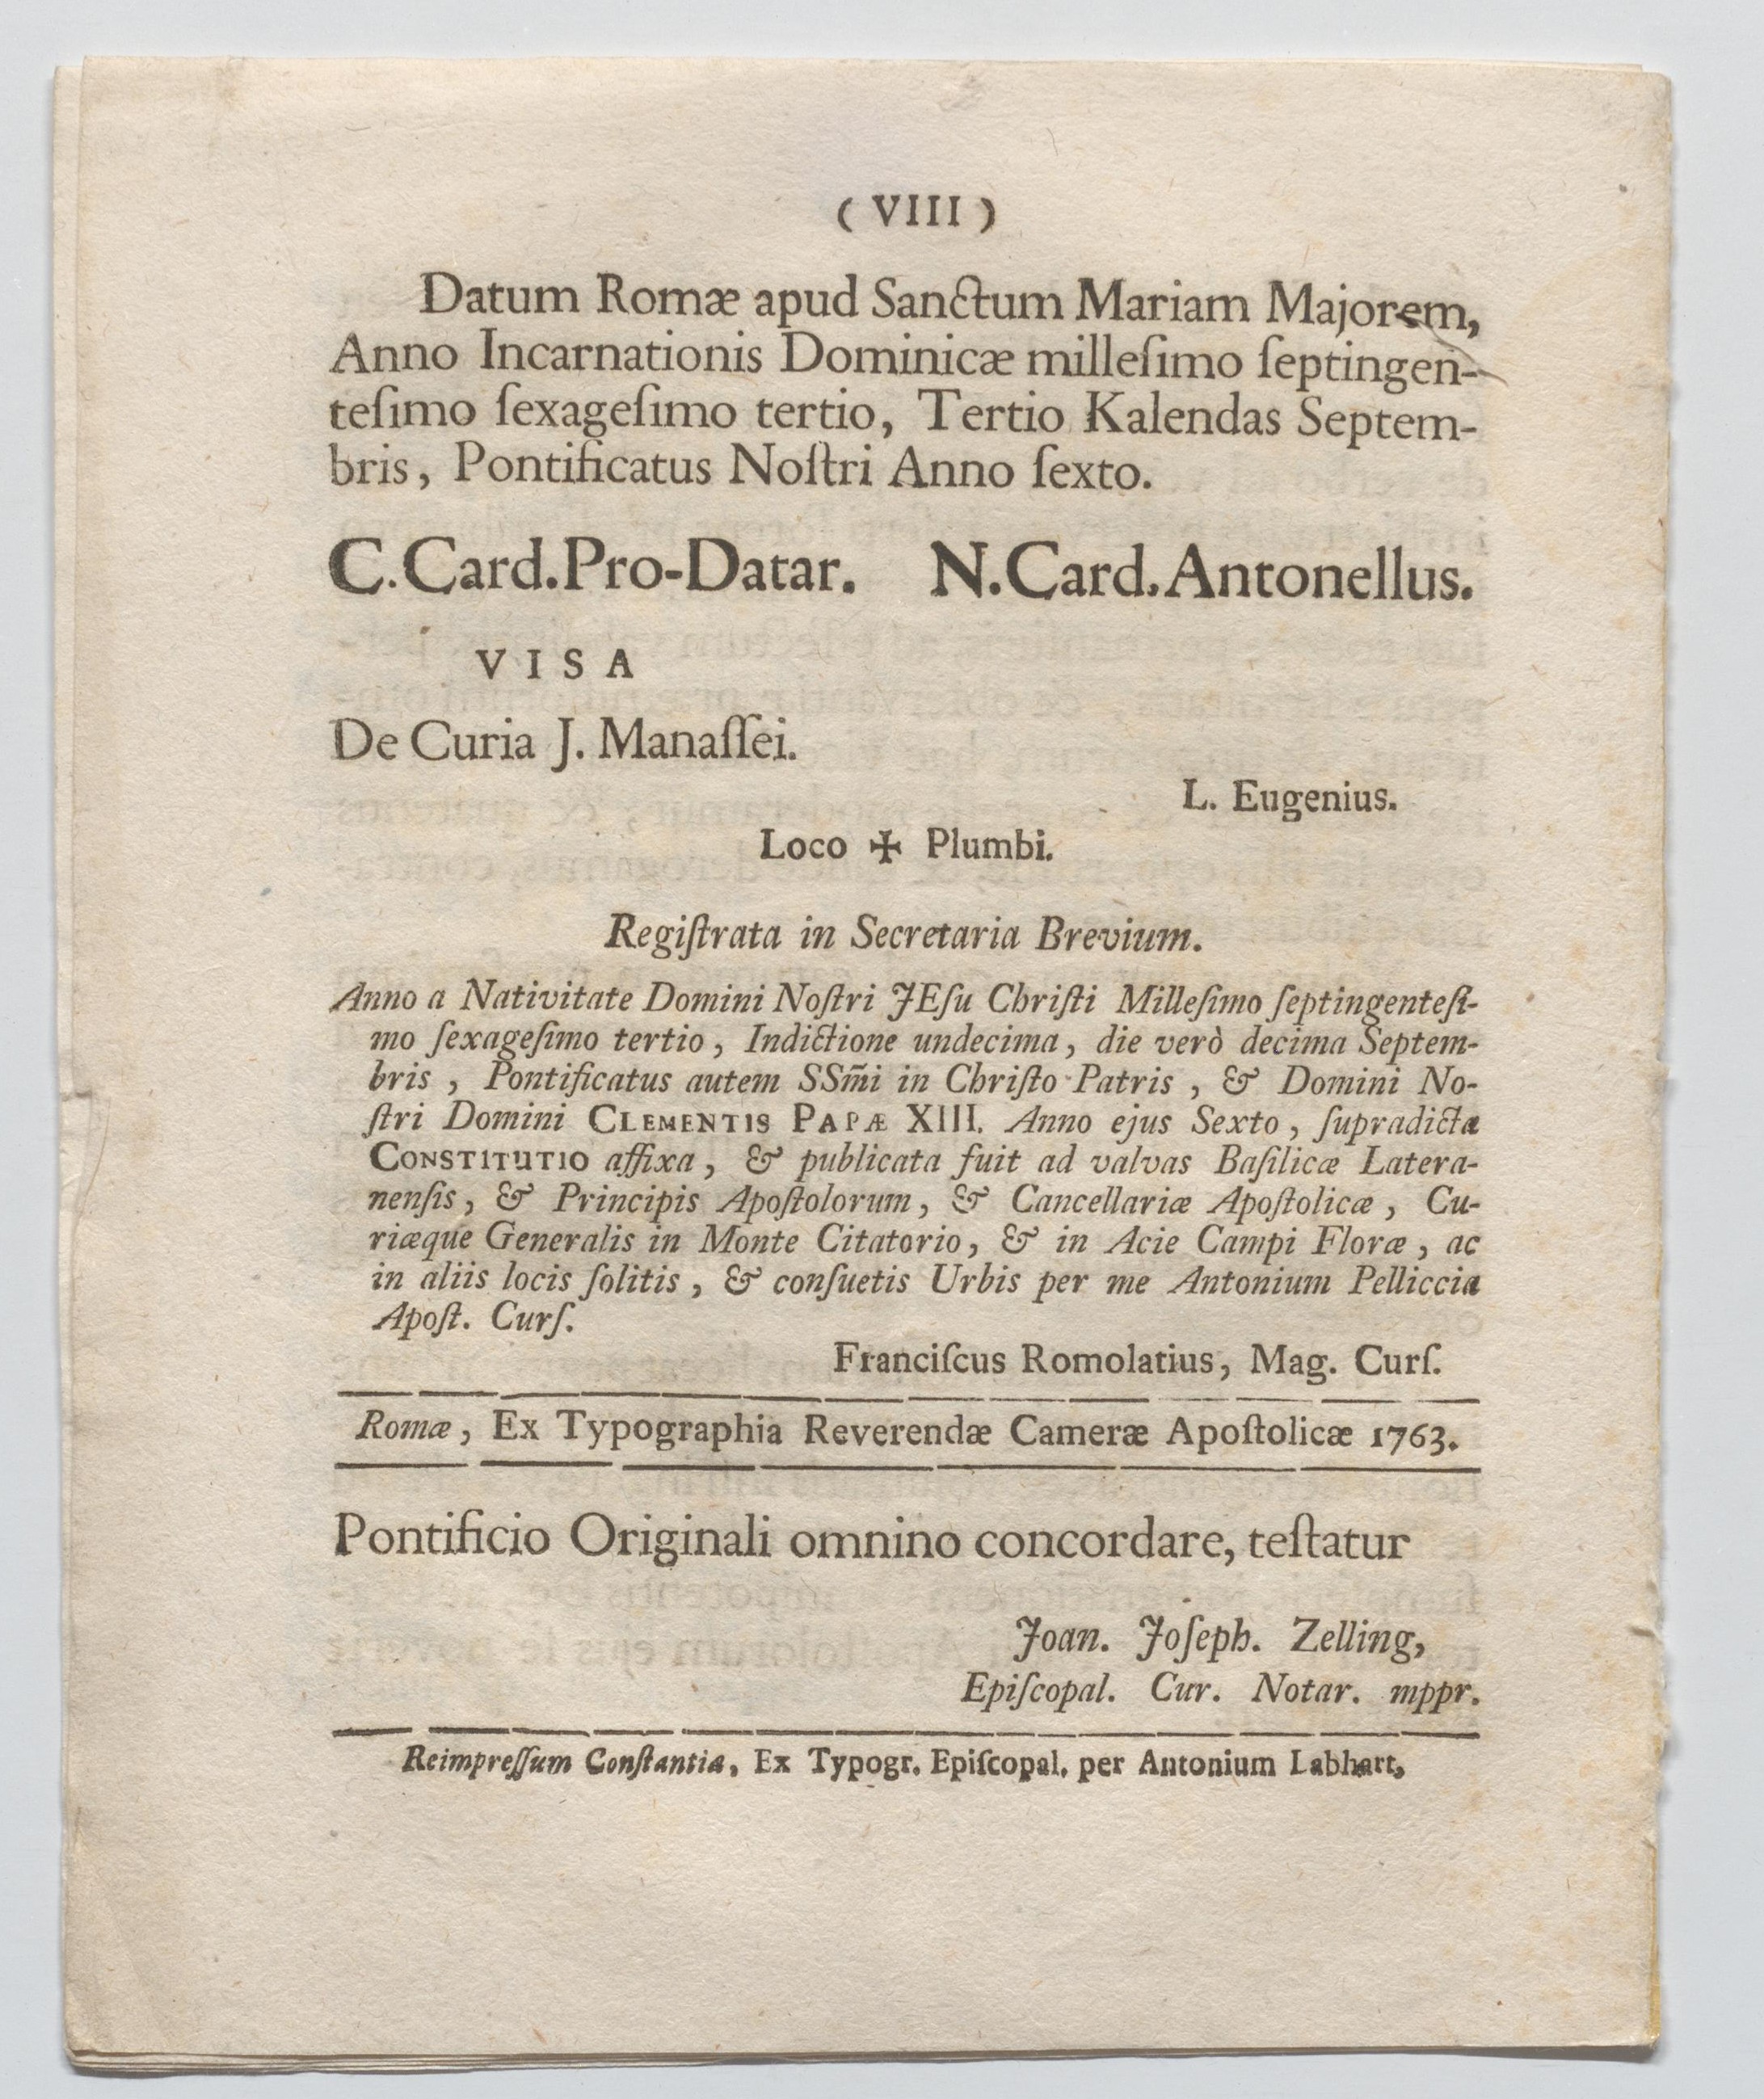 ( VIII )
Datum Romæ apud Sanctum Mariam Majorem,
Anno Incarnationis Dominicæ milleſimo ſeptingen-
teſimo ſexageſimo tertio, Tertio Kalendas Septem-
bris, Pontificatus Noſtri Anno ſexto.
C. Card. Pro-Datar. N. Card. Antonellus.
VISA
De Curia J. Manaſſei.
L. Eugenius.
Loco ✠ Plumbi.
Regiſtrata in Secretaria Brevium.
Anno a Nativitate Domini Noſtri JEſu Chriſti Milleſimo ſeptingenteſi-
mo ſexageſimo tertio, Indictione undecima, die verò decima Septem-
bris, Pontificatus autem SSm̃i in Chriſto Patris, & Domini No-
ſtri Domini CLEMENTIS PAPÆ XIII. Anno ejus Sexto, ſupradicta
CONSTITUTIO affixa, & publicata fuit ad valvas Baſilicæ Latera-
nenſis, & Principis Apoſtolorum, & Cancellariæ Apoſtolicæ, Cu-
riæque Generalis in Monte Citatorio, & in Acie Campi Floræ, ac
in aliis locis ſolitis, & conſuetis Urbis per me Antonium Pelliccia
Apoſt. Curſ.
Franciſcus Romolatius, Mag. Curſ.
Romæ, Ex Typographia Reverendæ Cameræ Apoſtolicæ 1763.
Pontificio Originali omnino concordare, teſtatur
Joan. Joſeph. Zelling,
Epiſcopal. Cur. Notar. mppr.
Reimpreſſum Conſtantia, Ex Typogr. Epiſcopal. per Antonium Labhart,